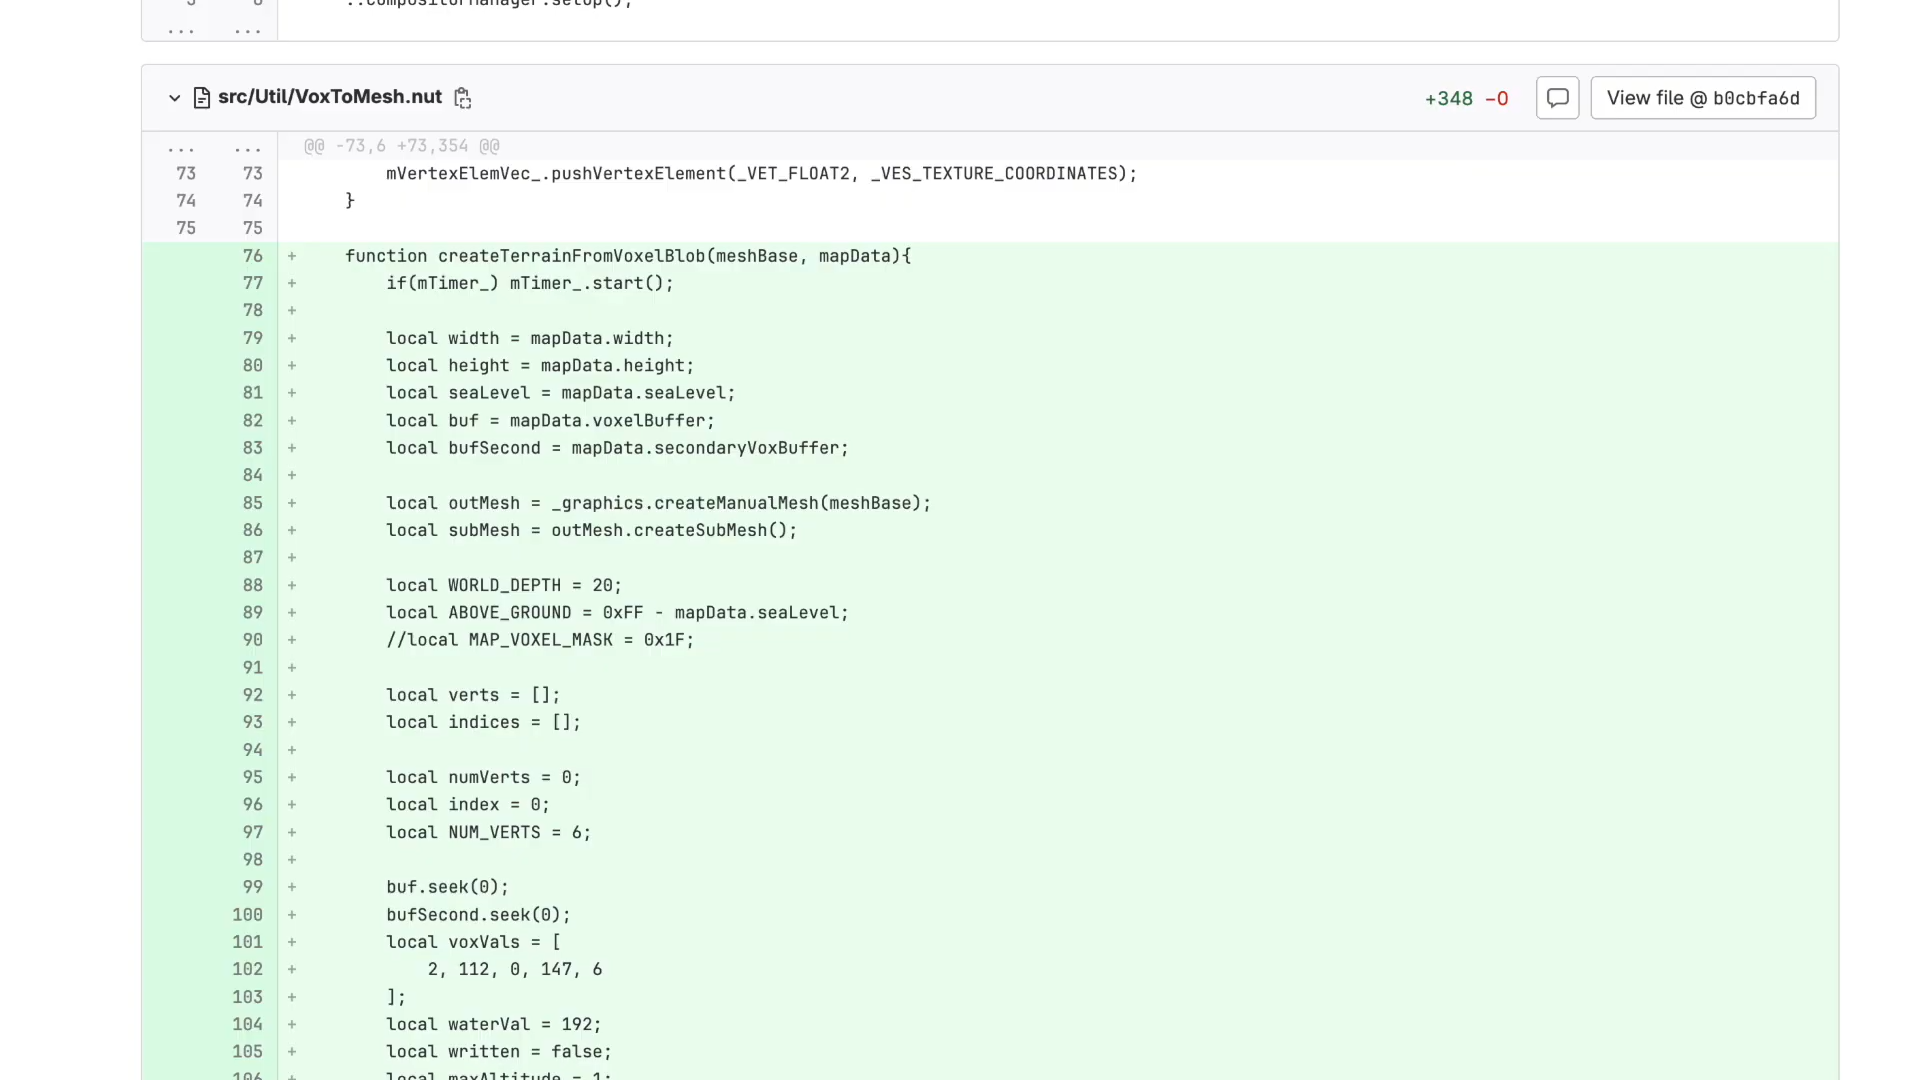 ::CompositorManager.setup();
... ...
src/Util/VoxToMesh.nut +348 −0 View file @ b0cbfa6d
... ... @@ -73,6 +73,354 @@
73 73 mVertexElemVec_.pushVertexElement(_VET_FLOAT2, _VES_TEXTURE_COORDINATES);
74 74 }
75 75
76 + function createTerrainFromVoxelBlob(meshBase, mapData){
77 + if(mTimer_) mTimer_.start();
78 +
79 + local width = mapData.width;
80 + local height = mapData.height;
81 + local seaLevel = mapData.seaLevel;
82 + local buf = mapData.voxelBuffer;
83 + local bufSecond = mapData.secondaryVoxBuffer;
84 +
85 + local outMesh = _graphics.createManualMesh(meshBase);
86 + local subMesh = outMesh.createSubMesh();
87 +
88 + local WORLD_DEPTH = 20;
89 + local ABOVE_GROUND = 0xFF - mapData.seaLevel;
90 + //local MAP_VOXEL_MASK = 0x1F;
91 +
92 + local verts = [];
93 + local indices = [];
94 +
95 + local numVerts = 0;
96 + local index = 0;
97 + local NUM_VERTS = 6;
98 +
99 + buf.seek(0);
100 + bufSecond.seek(0);
101 + local voxVals = [
102 + 2, 112, 0, 147, 6
103 + ];
104 + local waterVal = 192;
105 + local written = false;
106 + local maxAltitude = 1;